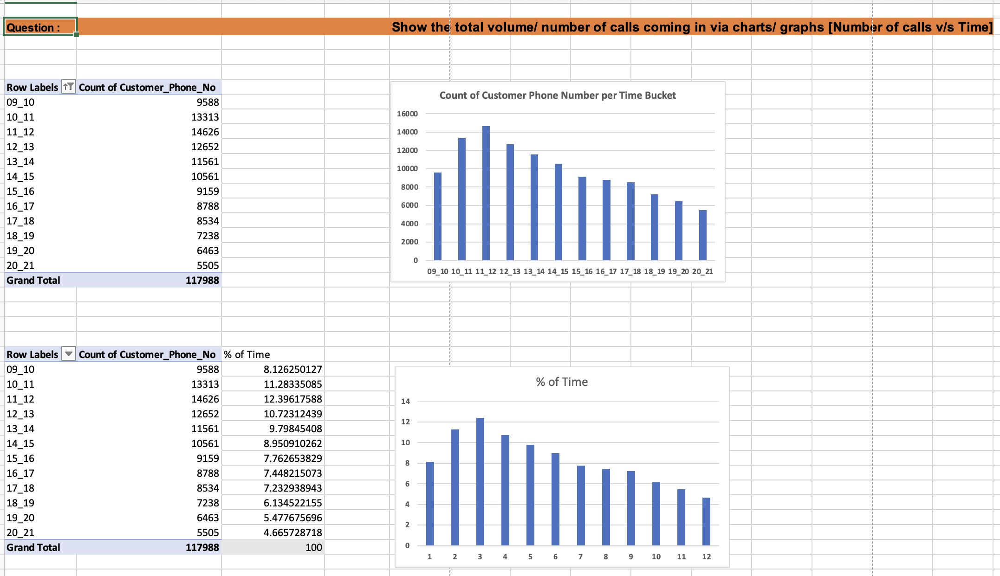 Question : Show the total volume/ number of calls coming in via charts/ graphs [Number of calls v/s Time]
Row Labels Count of Customer_Phone_No
09_10 9588
10_11 13313
11_12 14626
12_13 12652
13_14 11561
14_15 10561
15_16 9159
16_17 8788
17_18 8534
18_19 7238
19_20 6463
20_21 5505
Grand Total 117988
Count of Customer Phone Number per Time Bucket
16000
14000
12000
10000
8000
6000
4000
2000
0
09_10 10_11 11_12 12_13 13_14 14_15 15_16 16_17 17_18 18_19 19_20 20_21
Row Labels Count of Customer_Phone_No % of Time
09_10 9588 8.126250127
10_11 13313 11.28335085
11_12 14626 12.39617588
12_13 12652 10.72312439
13_14 11561 9.79845408
14_15 10561 8.950910262
15_16 9159 7.762653829
16_17 8788 7.448215073
17_18 8534 7.232938943
18_19 7238 6.134522155
19_20 6463 5.477675696
20_21 5505 4.665728718
Grand Total 117988 100
% of Time
14
12
10
8
6
4
2
0
1 2 3 4 5 6 7 8 9 10 11 12